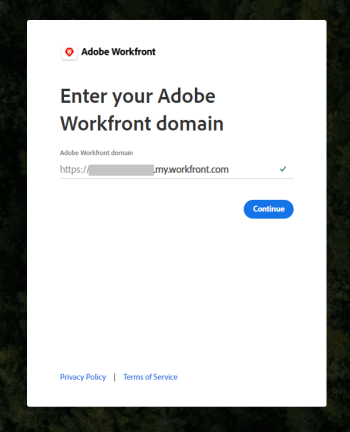 Adobe Workfront
Enter your Adobe
Workfront domain
Adobe Workfront domain
https:// .my.workfront.com
Continue
Privacy Policy | Terms of Service